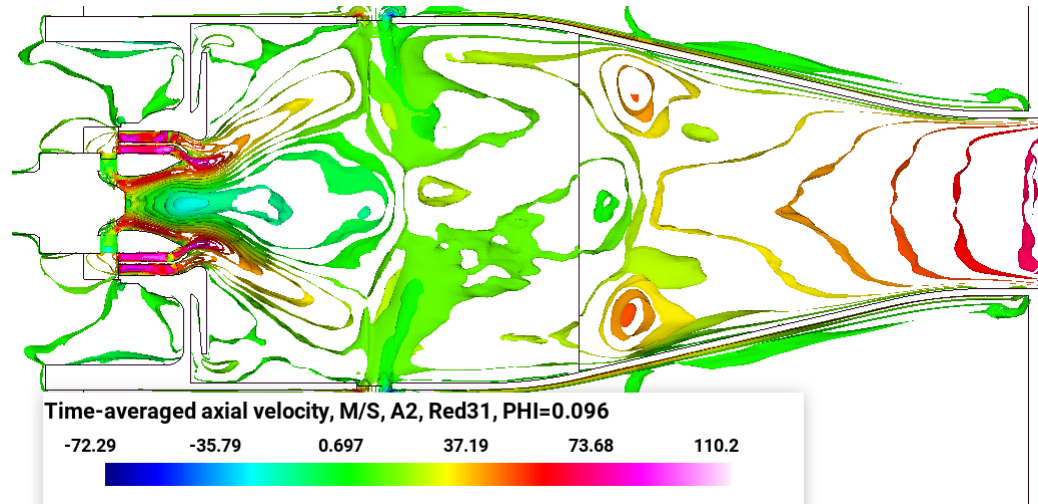 Time-averaged axial velocity, M/S, A2, Red31, PHI=0.096
-72.29 -35.79 0.697 37.19 73.68 110.2